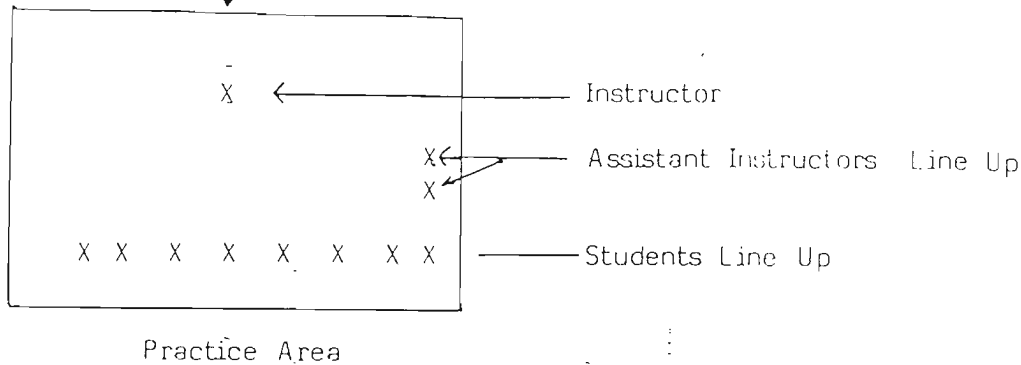 X Instructor
X Assistant Instructors Line Up
X
X X X X X X X X Students Line Up
Practice Area